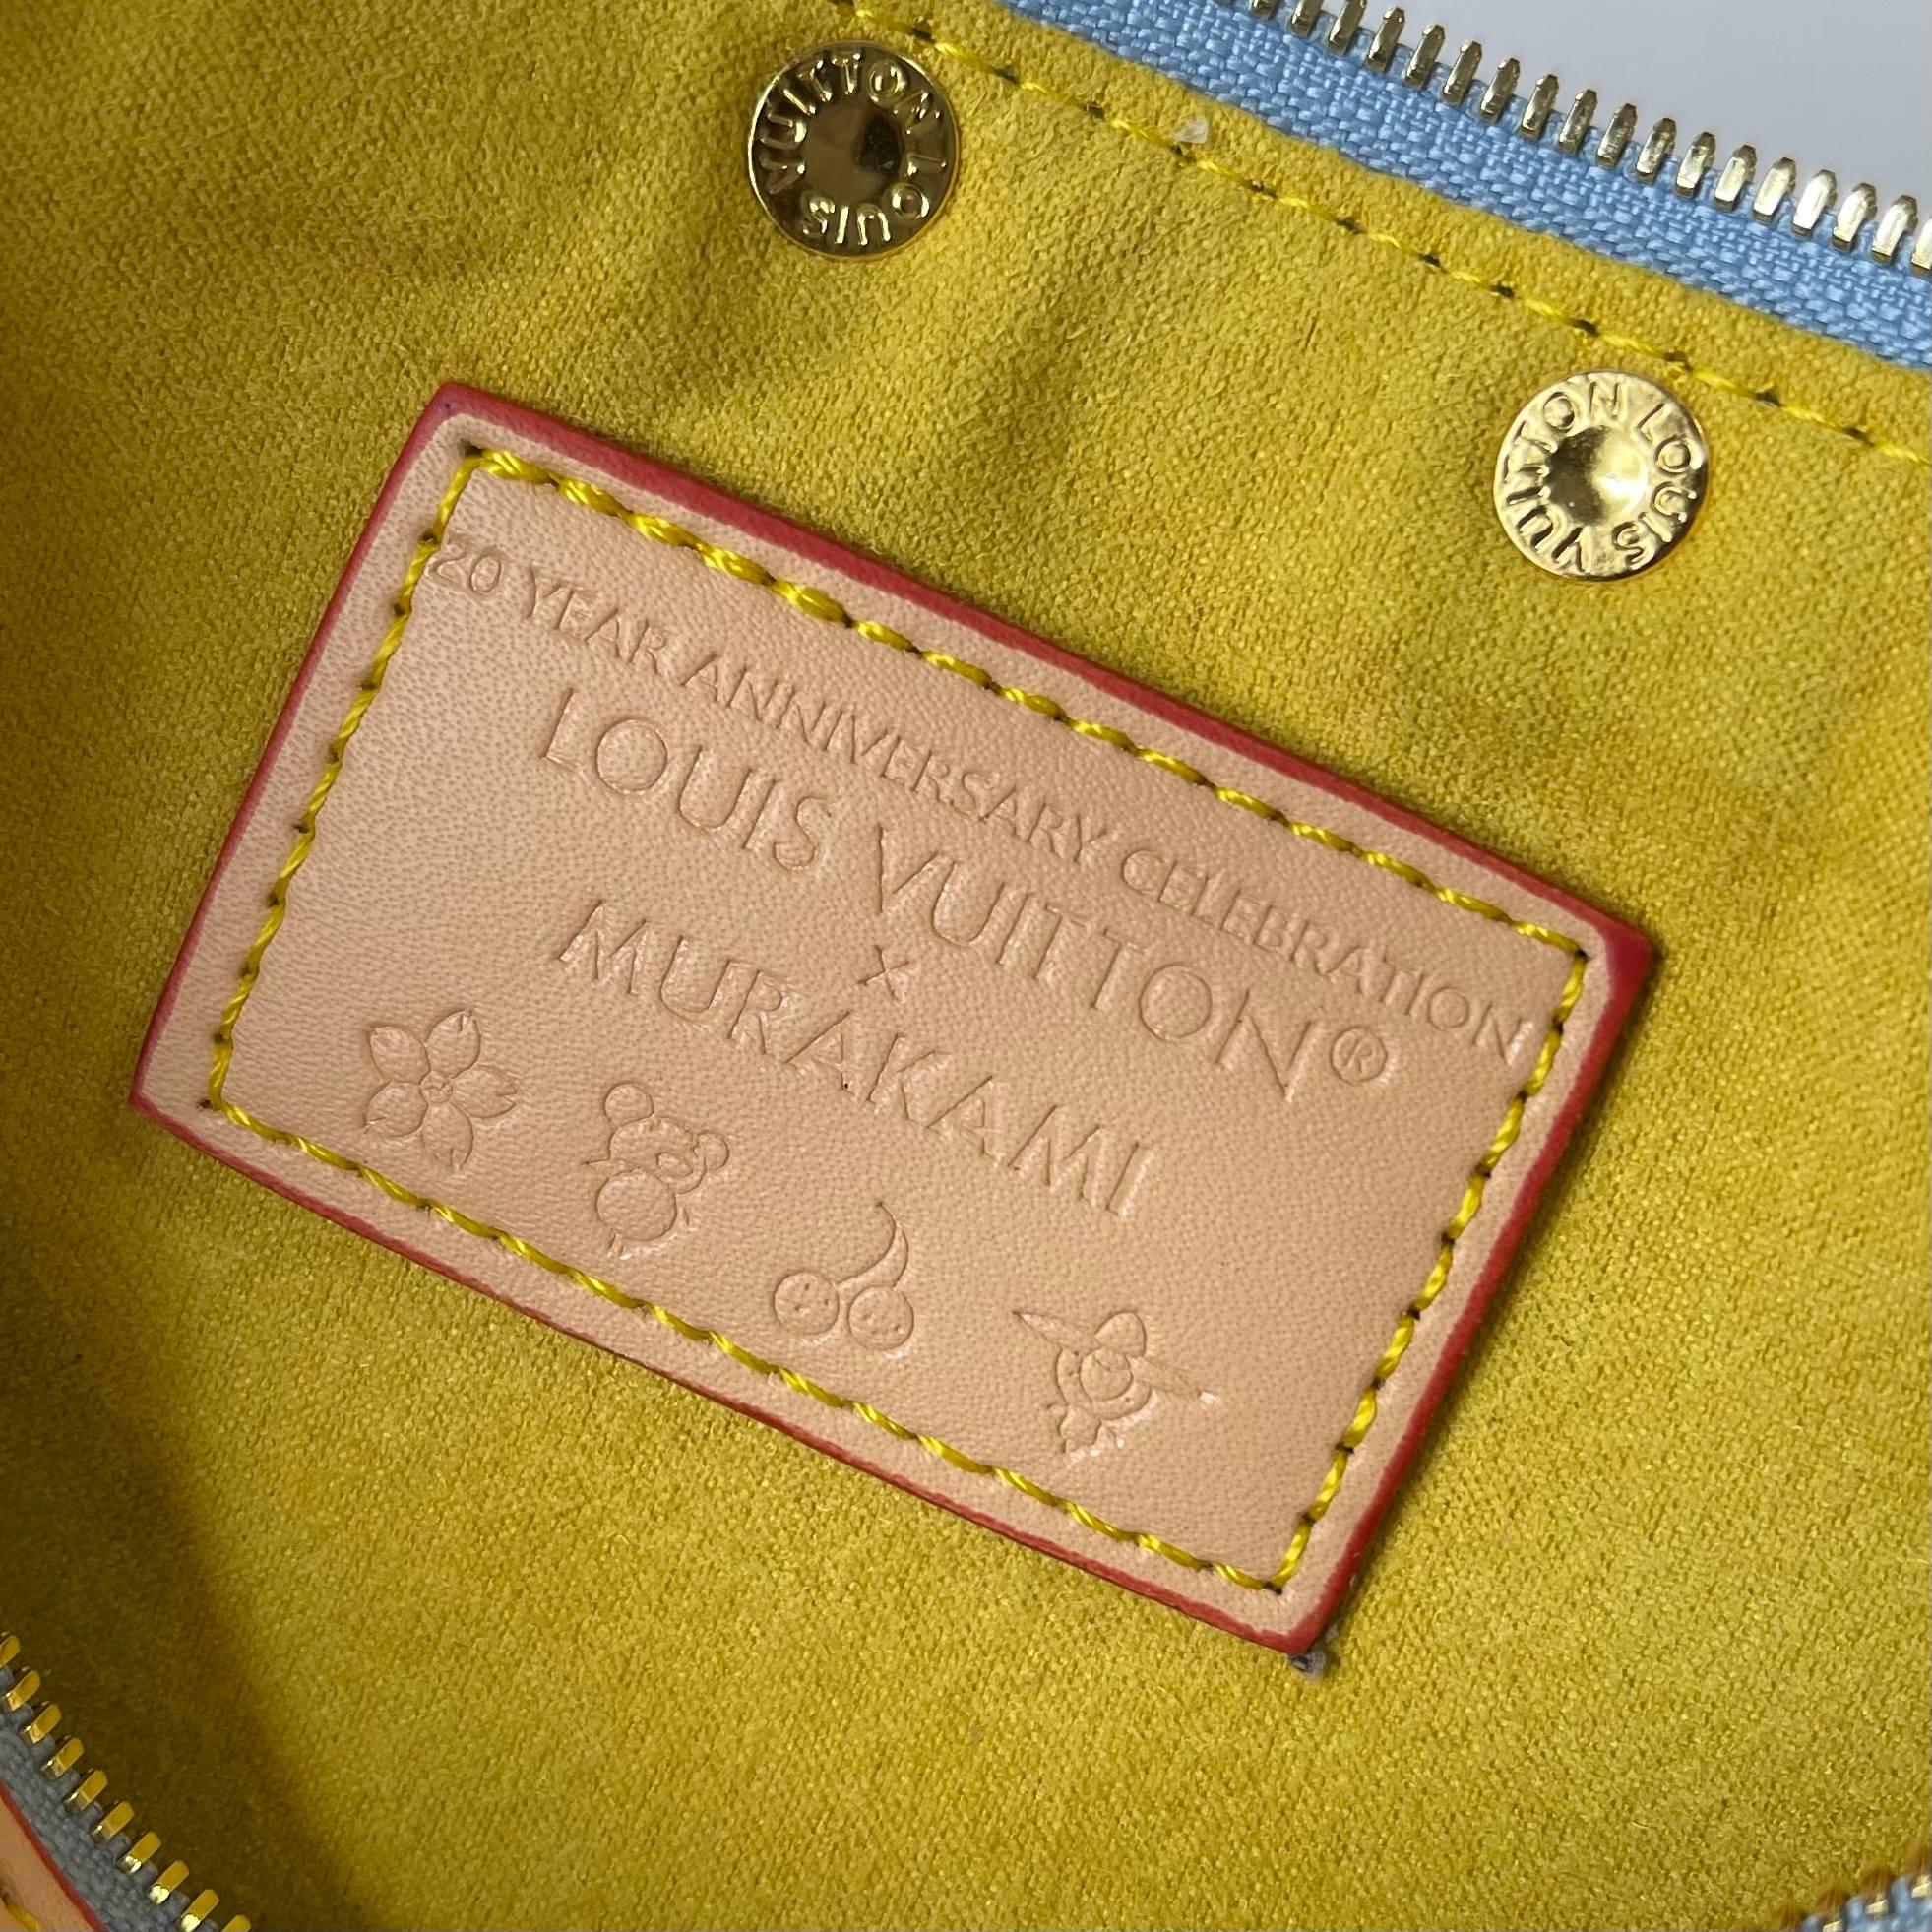 LOUIS VUITTON
LOUIS VUITTON
20 YEAR ANNIVERSARY CELEBRATION
LOUIS VUITTON®
X
MURAKAMI